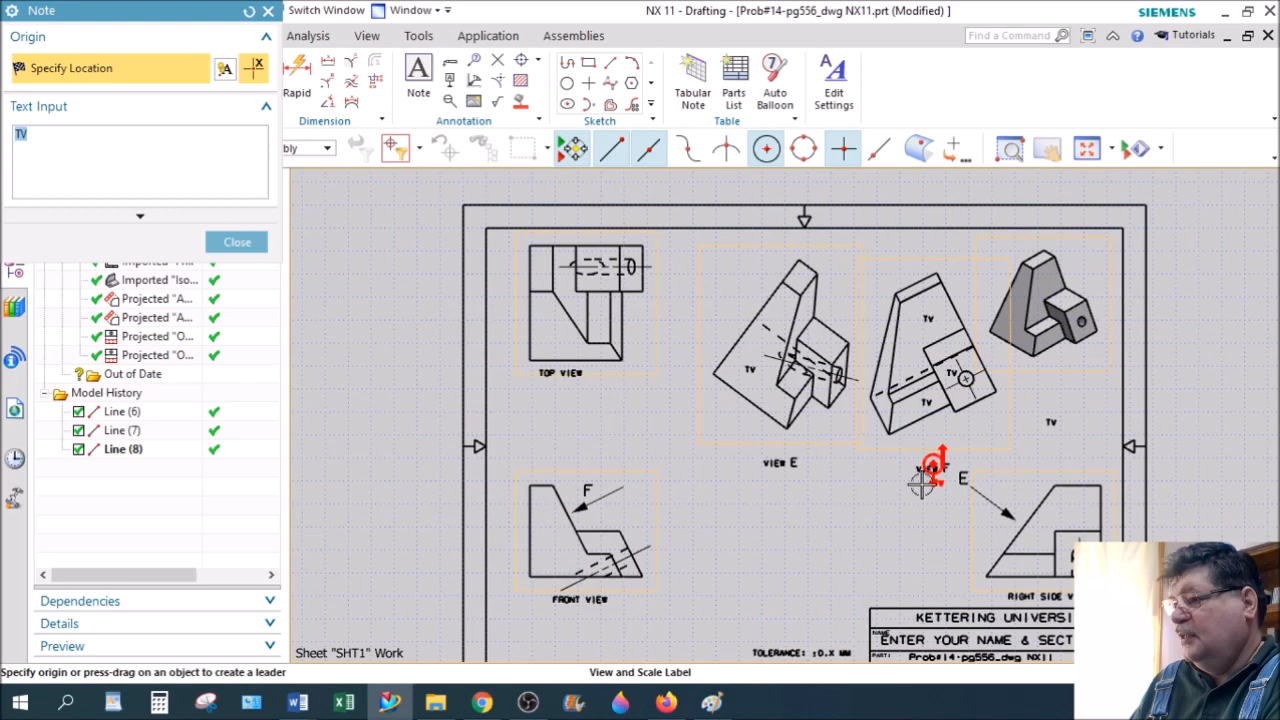 Note
Switch Window Window
NX 11 - Drafting - [Prob#14-pg556_dwg NX11.prt (Modified) ]
SIEMENS
Origin
Analysis View Tools Application Assemblies
Find a Command
Tutorials
Specify Location
Text Input
TV
Close
Rapid
Dimension
Note
Annotation
Sketch
Tabular Note
Parts List
Auto Balloon
Table
Edit Settings
bly
Imported "Iso...
Projected "A...
Projected "A...
Projected "O...
Projected "O...
Out of Date
Model History
Line (6)
Line (7)
Line (8)
Dependencies
Details
Preview
TOP VIEW
TV
VIEW E
TV
TV
TV
TV
F
E
F
FRONT VIEW
RIGHT SIDE V
KETTERING UNIVERSI
NAME:
ENTER YOUR NAME & SECT
PART:
Prob#14-pg556_dwg NX11
TOLERANCE: ±0.X MM
Sheet "SHT1" Work
Specify origin or press-drag on an object to create a leader
View and Scale Label